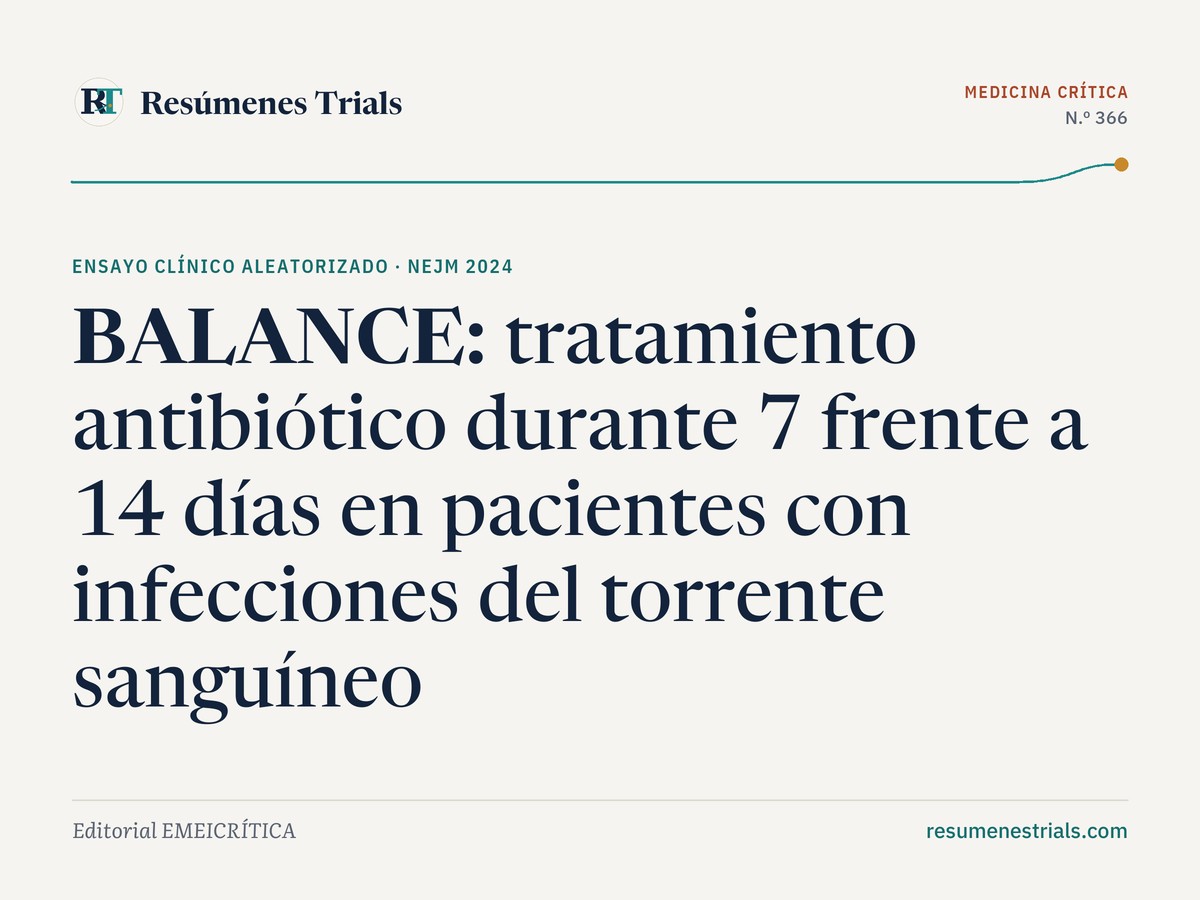 RT Resúmenes Trials
MEDICINA CRÍTICA
N.º 366
ENSAYO CLÍNICO ALEATORIZADO · NEJM 2024
BALANCE: tratamiento
antibiótico durante 7 frente a
14 días en pacientes con
infecciones del torrente
sanguíneo
Editorial EMEICRÍTICA
resumenestrials.com